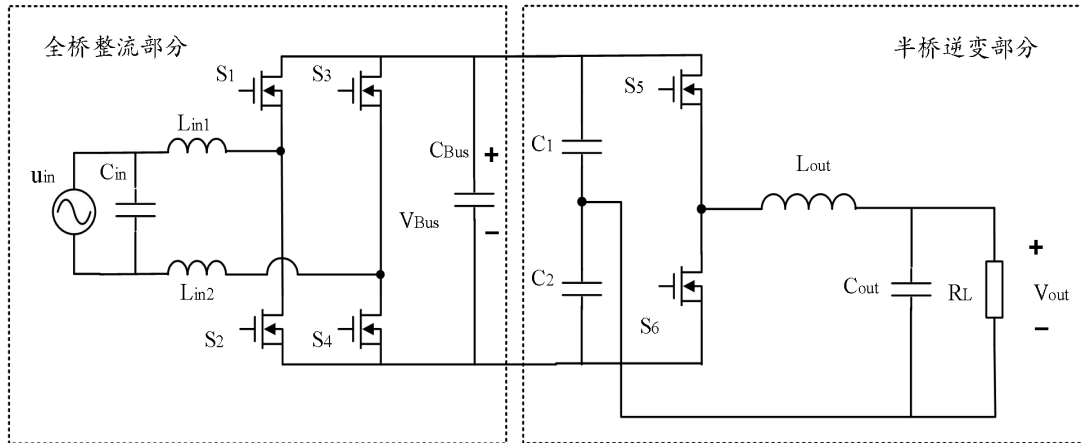 全桥整流部分
半桥逆变部分
S1
S3
S5
Lin1
CBus
+
C1
Lout
uin
Cin
VBus
−
Lin2
C2
Cout
RL
+
Vout
−
S2
S4
S6